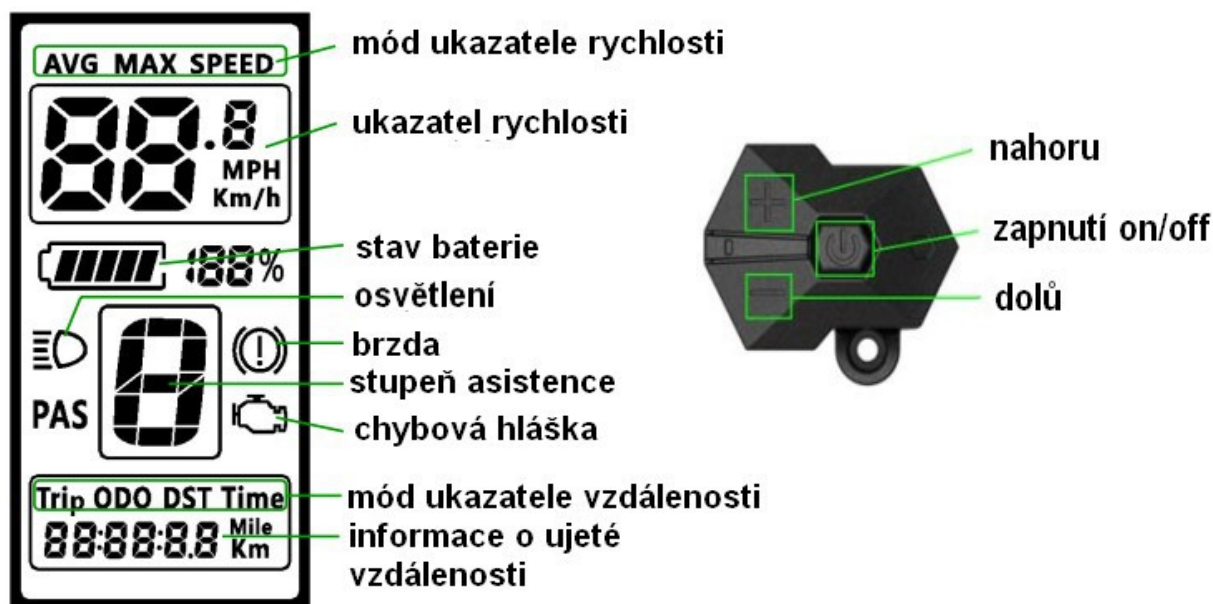 AVG MAX SPEED
mód ukazatele rychlosti
88.8
MPH
Km/h
ukazatel rychlosti
188%
stav baterie
osvětlení
brzda
8
stupeň asistence
PAS
chybová hláška
Trip ODO DST Time
mód ukazatele vzdálenosti
88:88:8.8 Mile
Km
informace o ujeté
vzdálenosti
nahoru
zapnutí on/off
dolů